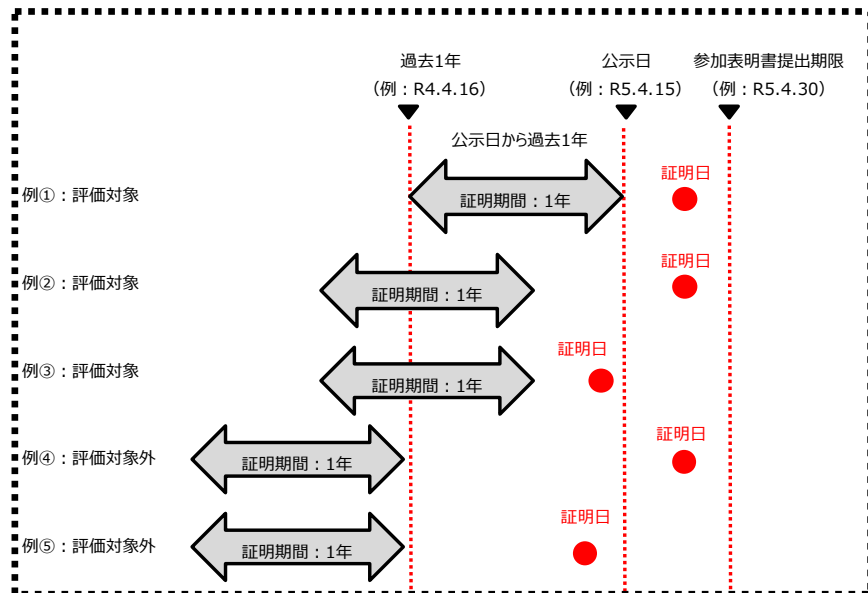 過去1年
(例：R4.4.16)
公示日
(例：R5.4.15)
参加表明書提出期限
(例：R5.4.30)
公示日から過去1年
例①：評価対象
証明期間：1年
証明日
例②：評価対象
証明期間：1年
証明日
例③：評価対象
証明期間：1年
証明日
例④：評価対象外
証明期間：1年
証明日
例⑤：評価対象外
証明期間：1年
証明日